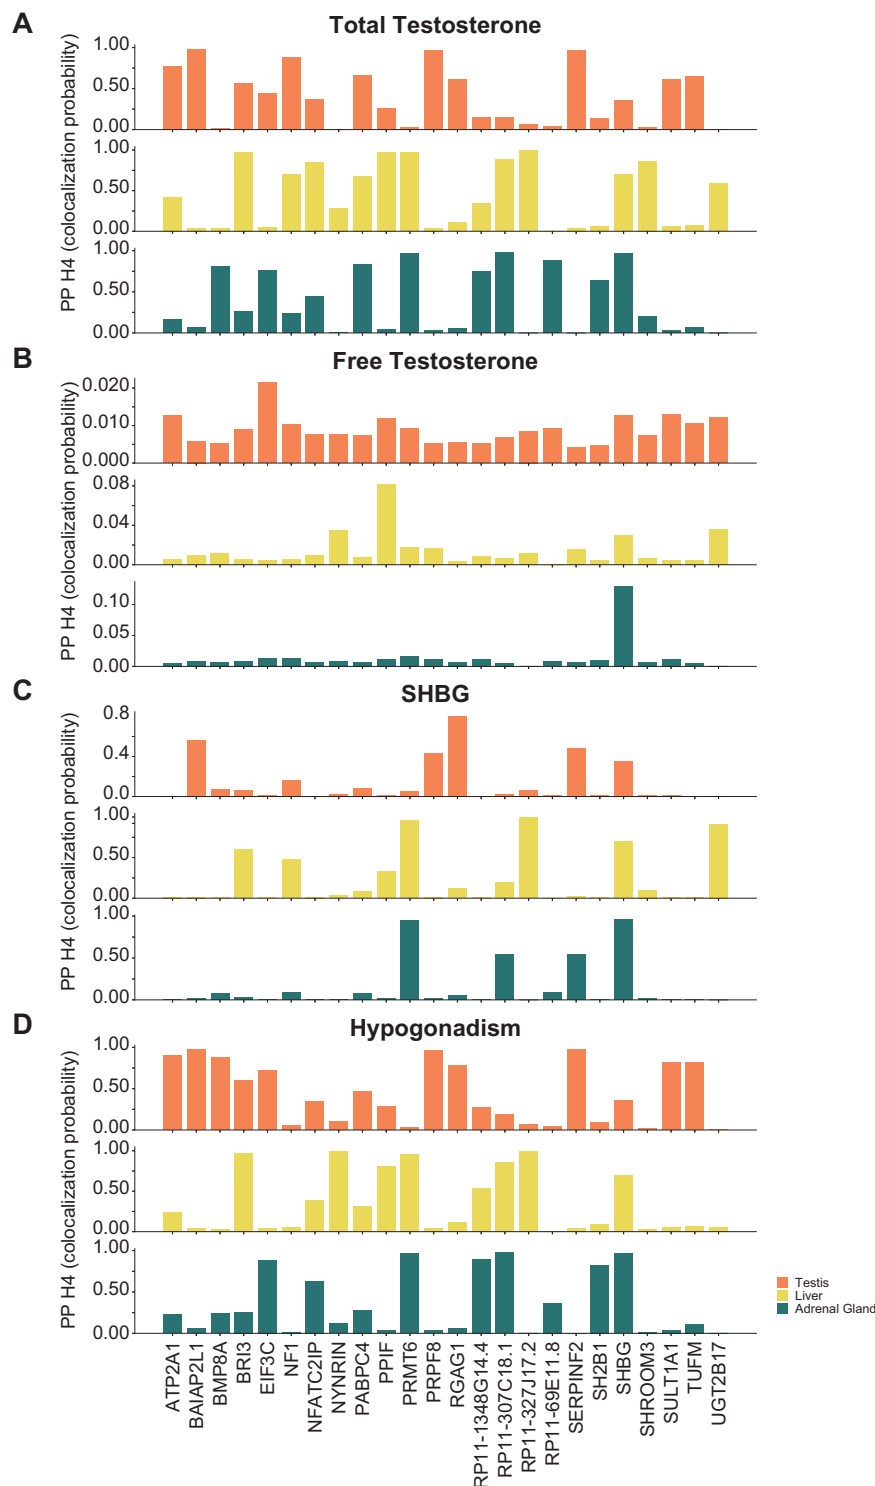 A
Total Testosterone
PP H4 (colocalization probability)
1.00
0.50
0.00
1.00
0.50
0.00
1.00
0.50
0.00
B
Free Testosterone
PP H4 (colocalization probability)
0.020
0.010
0.000
0.08
0.04
0.00
0.10
0.05
0.00
C
SHBG
PP H4 (colocalization probability)
0.8
0.4
0.0
1.00
0.50
0.00
1.00
0.50
0.00
D
Hypogonadism
PP H4 (colocalization probability)
1.00
0.50
0.00
1.00
0.50
0.00
1.00
0.50
0.00
Testis
Liver
Adrenal Gland
ATP2A1
BAIAP2L1
BMP8A
BRI3
EIF3C
NF1
NFATC2IP
NYNRIN
PABPC4
PPIF
PRMT6
PRPF8
RGAG1
RP11-1348G14.4
RP11-307C18.1
RP11-327J17.2
RP11-69E11.8
SERPINF2
SH2B1
SHBG
SHROOM3
SULT1A1
TUFM
UGT2B17